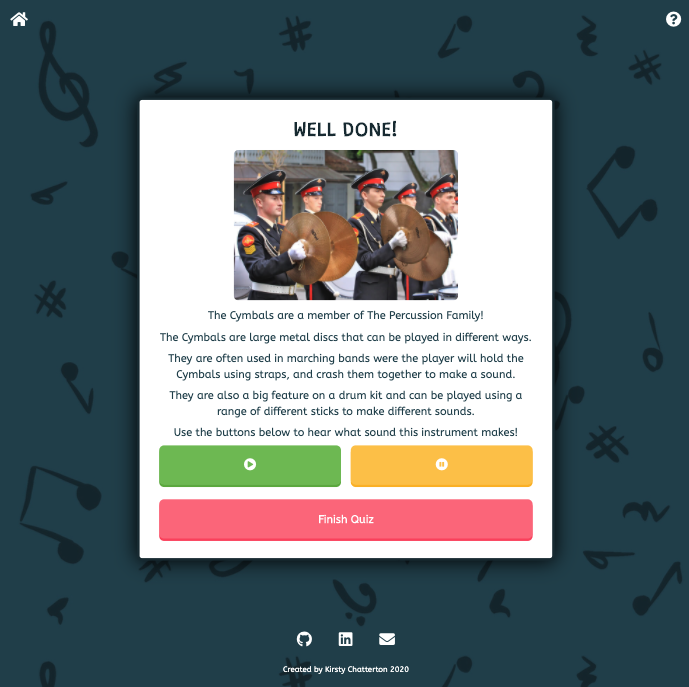 WELL DONE!
The Cymbals are a member of The Percussion Family!
The Cymbals are large metal discs that can be played in different ways.
They are often used in marching bands were the player will hold the
Cymbals using straps, and crash them together to make a sound.
They are also a big feature on a drum kit and can be played using a
range of different sticks to make different sounds.
Use the buttons below to hear what sound this instrument makes!
Finish Quiz
Created by Kirsty Chatterton 2020